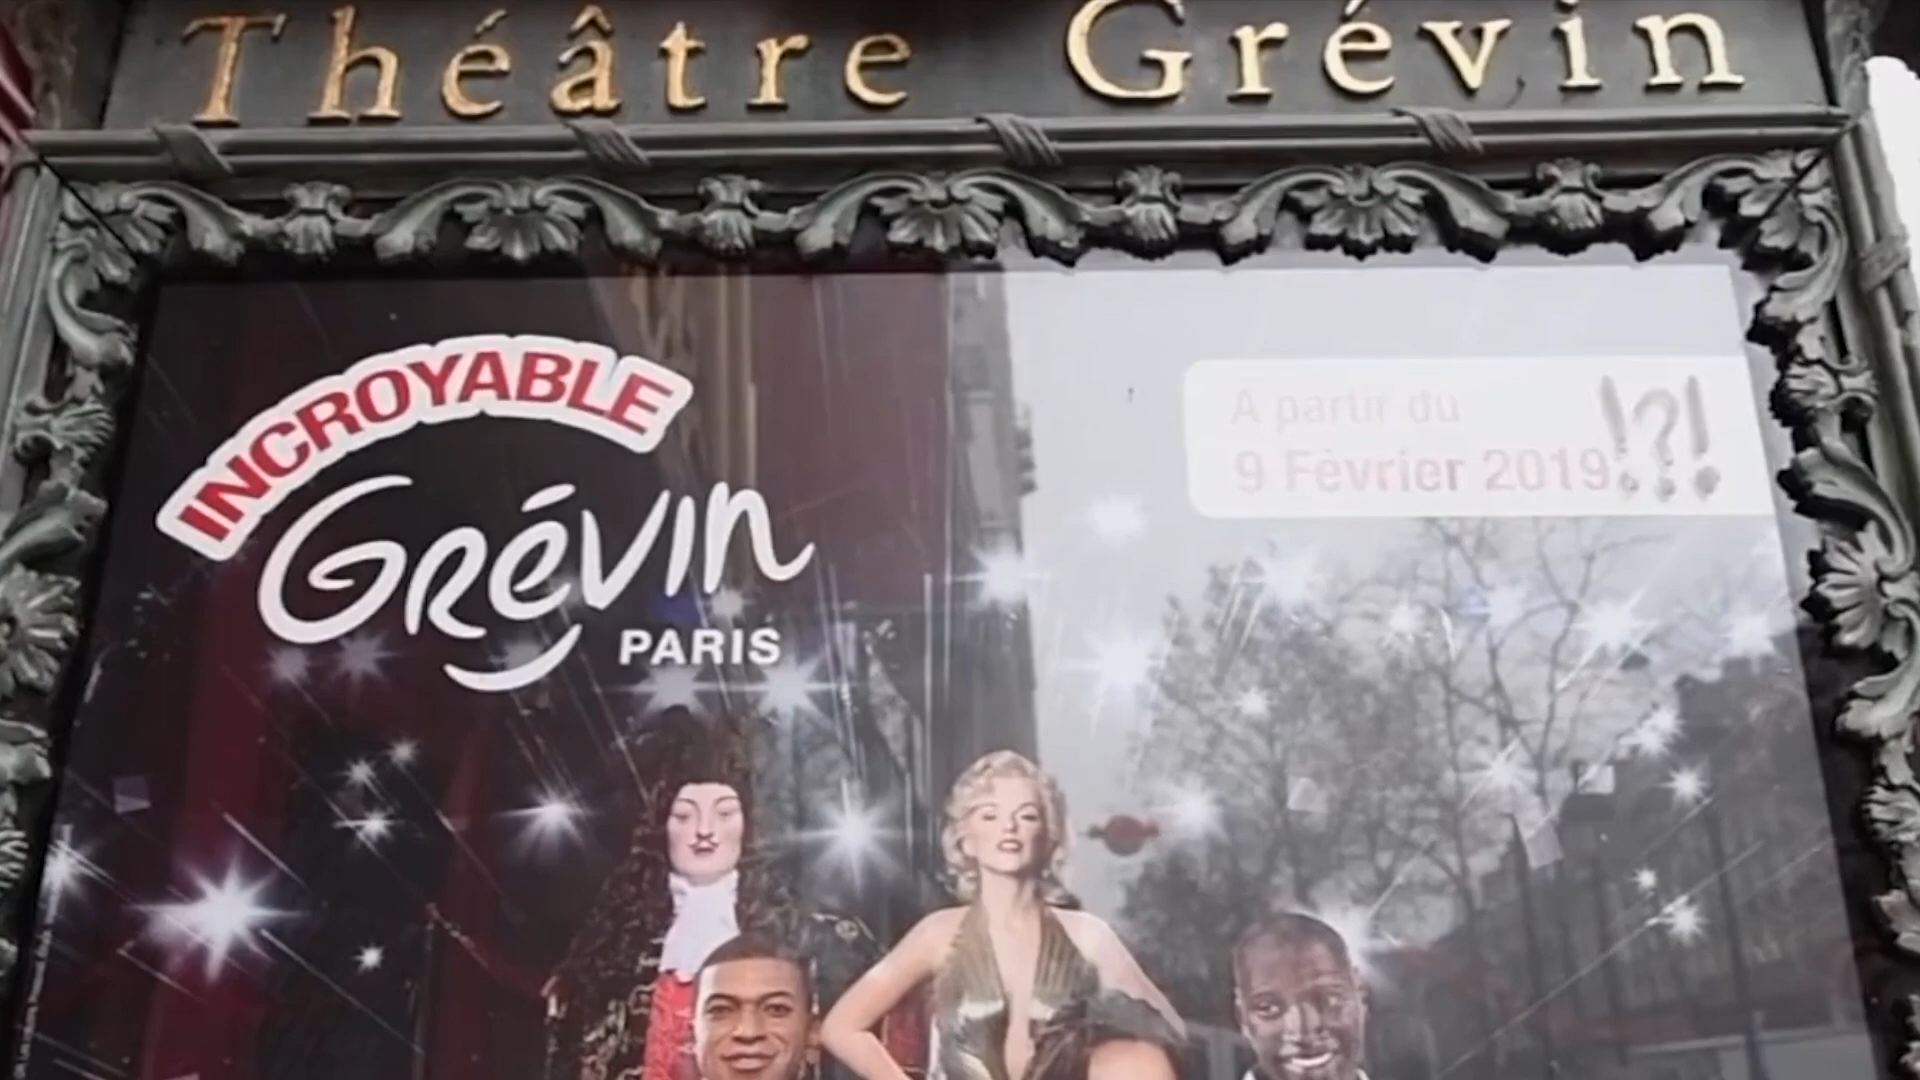 Théâtre Grévin
INCROYABLE
Grévin
PARIS
A partir du
9 Février 2019 !?!